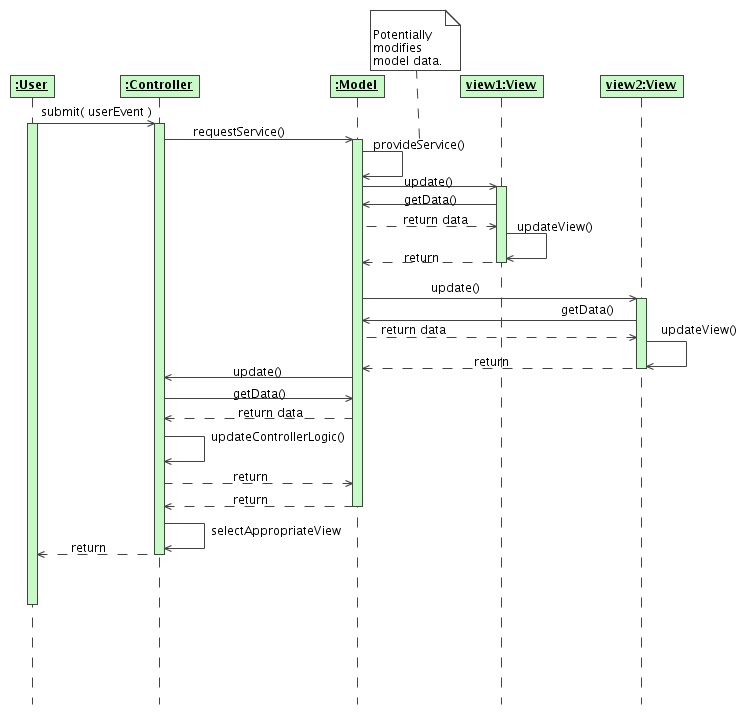 Potentially
modifies
model data.
:User
:Controller
:Model
view1:View
view2:View
submit( userEvent )
requestService()
provideService()
update()
getData()
return data
updateView()
return
update()
getData()
return data
updateView()
return
update()
getData()
return data
updateControllerLogic()
return
return
selectAppropriateView
return